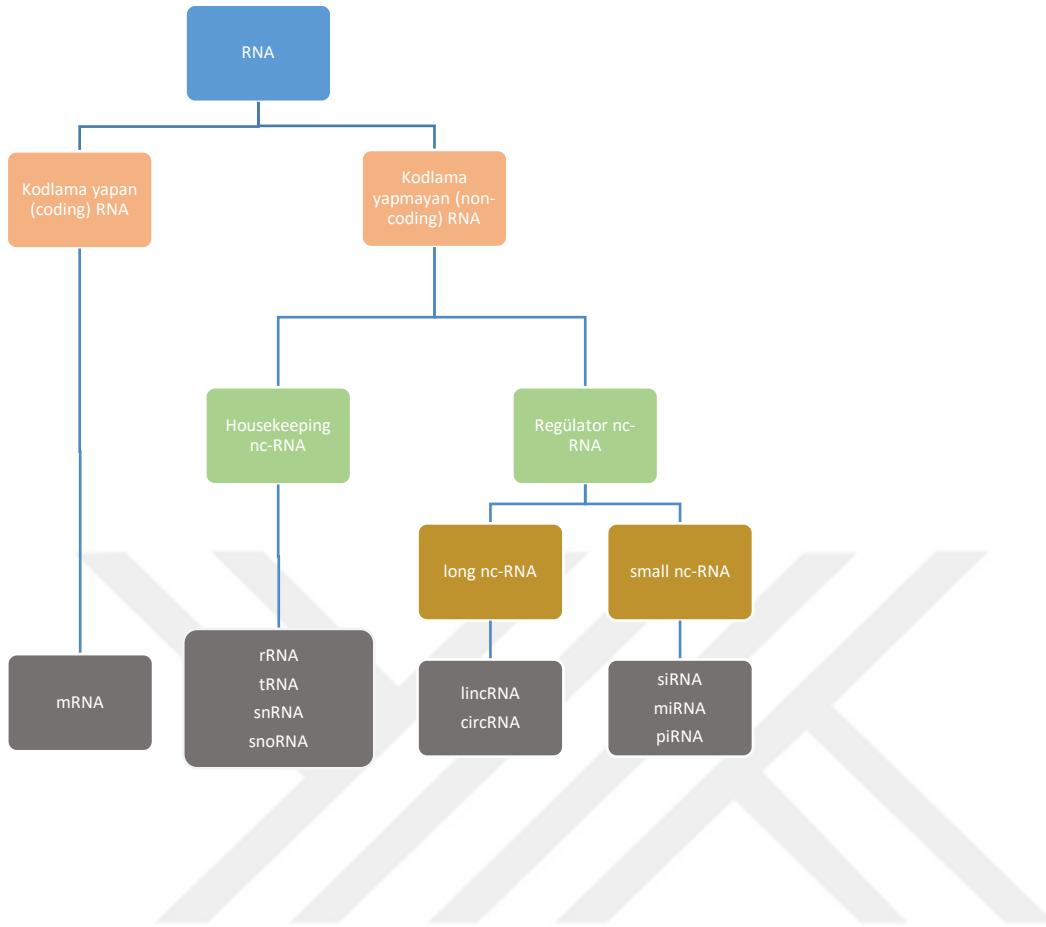 RNA
Kodlama yapan
(coding) RNA
Kodlama
yapmayan (non-
coding) RNA
Housekeeping
nc-RNA
Regülator nc-
RNA
long nc-RNA
small nc-RNA
mRNA
rRNA
tRNA
snRNA
snoRNA
lincRNA
circRNA
siRNA
miRNA
piRNA